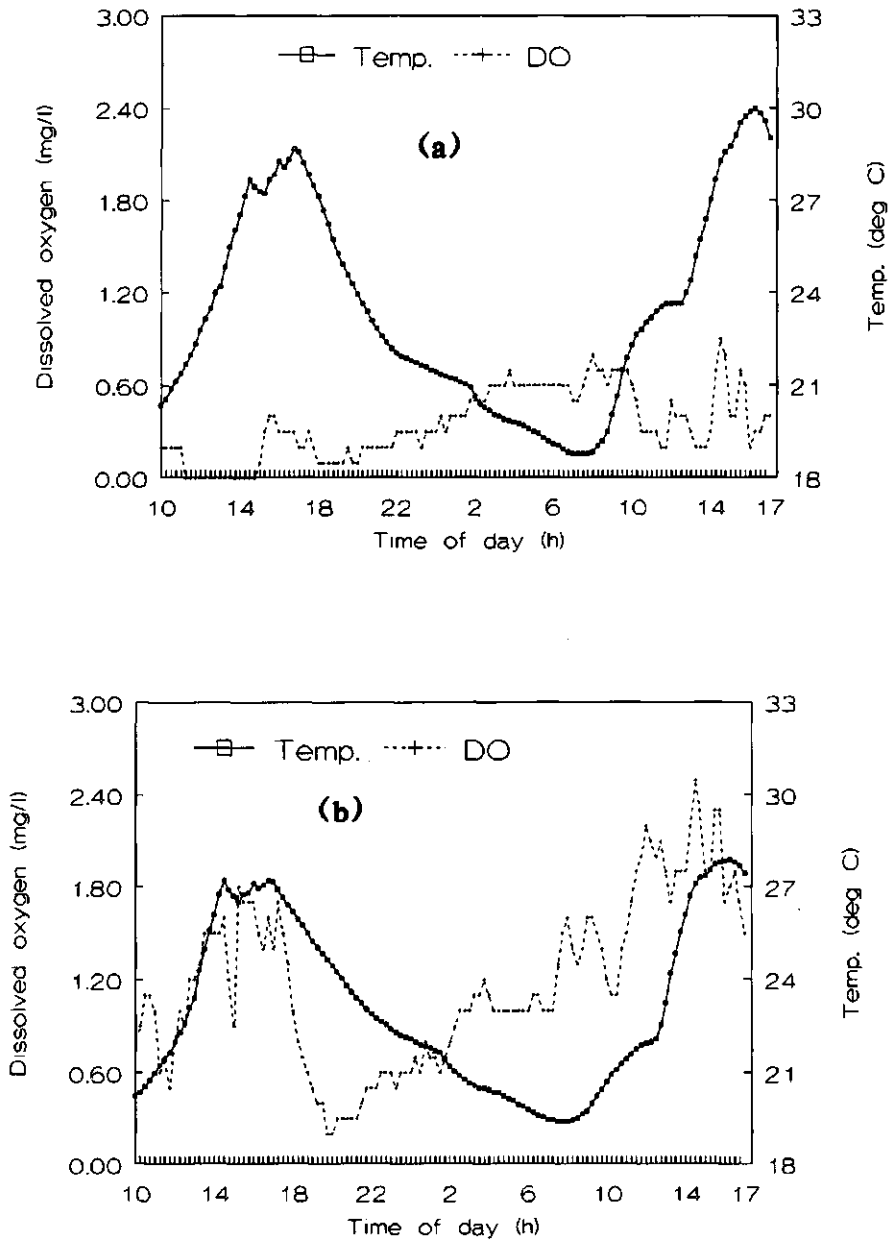 3.00
2.40
1.80
1.20
0.60
0.00
Dissolved oxygen (mg/l)
Temp. DO
(a)
33
30
27
24
21
18
Temp. (deg C)
10 14 18 22 2 6 10 14 17
Time of day (h)
3.00
2.40
1.80
1.20
0.60
0.00
Dissolved oxygen (mg/l)
Temp. DO
(b)
33
30
27
24
21
18
Temp. (deg C)
10 14 18 22 2 6 10 14 17
Time of day (h)